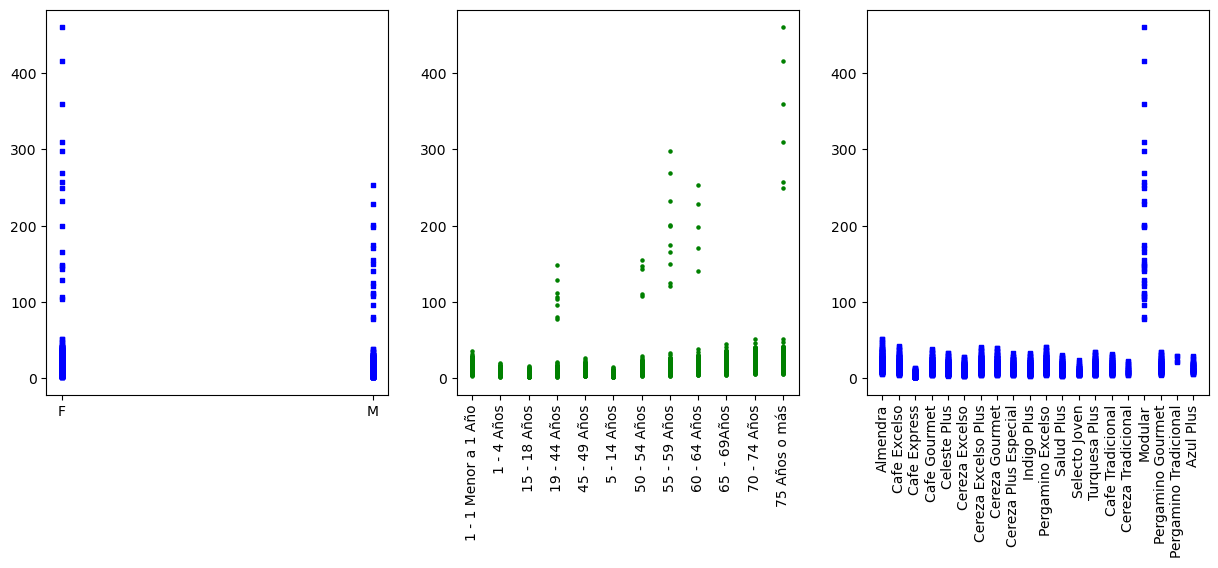 400
300
200
100
0
F
M
400
300
200
100
0
1 - 1 Menor a 1 Año
1 - 4 Años
15 - 18 Años
19 - 44 Años
45 - 49 Años
5 - 14 Años
50 - 54 Años
55 - 59 Años
60 - 64 Años
65  - 69Años
70 - 74 Años
75 Años o más
400
300
200
100
0
Almendra
Cafe Excelso
Cafe Express
Cafe Gourmet
Celeste Plus
Cereza Excelso
Cereza Excelso Plus
Cereza Gourmet
Cereza Plus Especial
Indigo Plus
Pergamino Excelso
Salud Plus
Selecto Joven
Turquesa Plus
Cafe Tradicional
Cereza Tradicional
Modular
Pergamino Gourmet
Pergamino Tradicional
Azul Plus